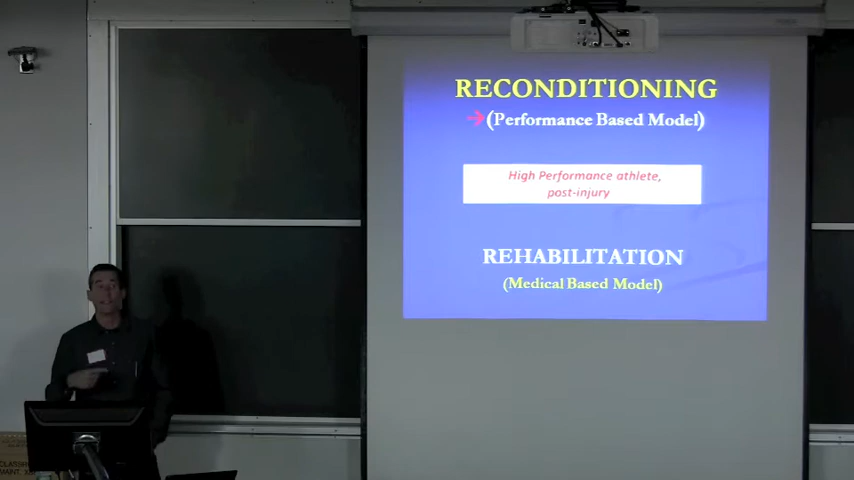 RECONDITIONING
➔(Performance Based Model)
High Performance athlete,
post-injury
REHABILITATION
(Medical Based Model)